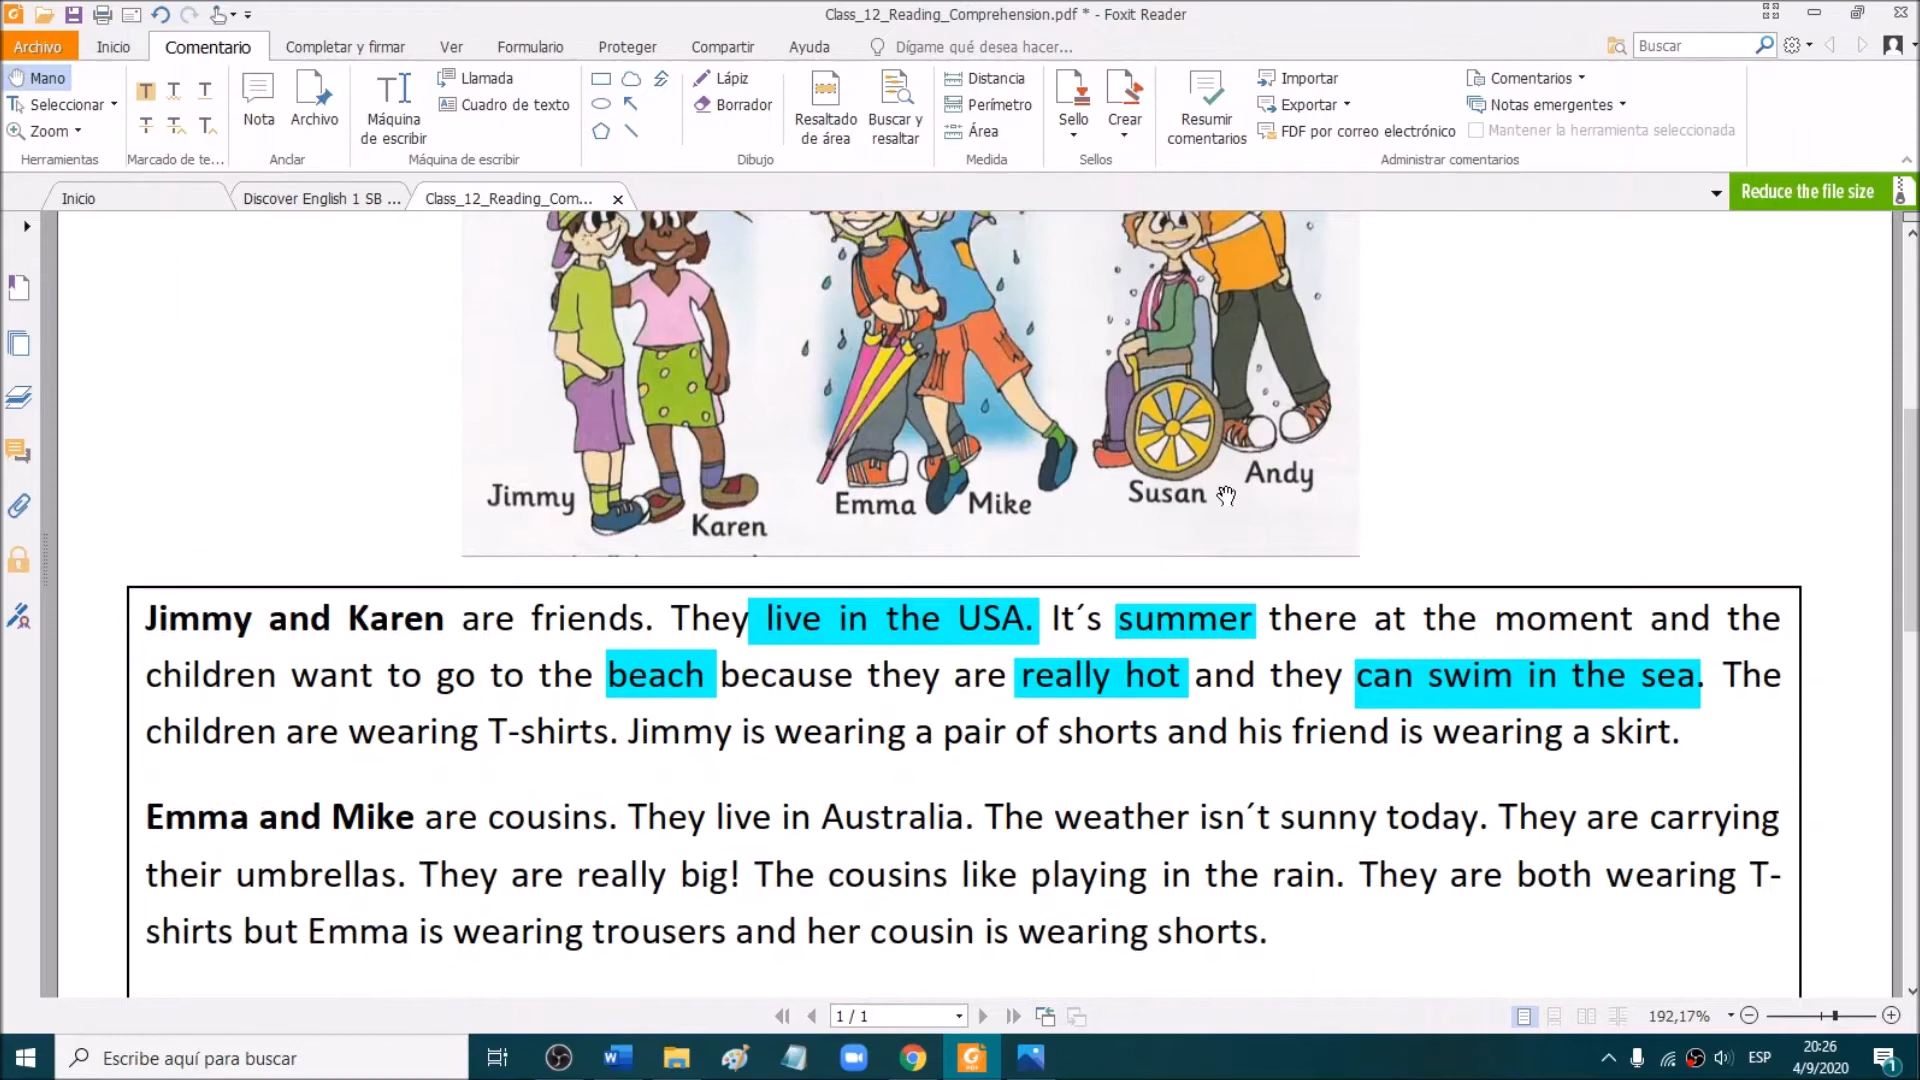 Class_12_Reading_Comprehension.pdf * - Foxit Reader
Archivo Inicio Comentario Completar y firmar Ver Formulario Proteger Compartir Ayuda Dígame qué desea hacer... Buscar
Mano
Seleccionar
Zoom
Herramientas
T T T
T T T
Marcado de te...
Nota
Archivo
Anclar
Máquina
de escribir
Llamada
Cuadro de texto
Máquina de escribir
Lápiz
Borrador
Dibujo
Resaltado
de área
Buscar y
resaltar
Distancia
Perímetro
Área
Medida
Sello
Crear
Sellos
Resumir
comentarios
Importar
Exportar
FDF por correo electrónico
Comentarios
Notas emergentes
Mantener la herramienta seleccionada
Administrar comentarios
Inicio Discover English 1 SB ... Class_12_Reading_Com... Reduce the file size
Jimmy
Karen
Emma
Mike
Susan
Andy
Jimmy and Karen are friends. They live in the USA. It´s summer there at the moment and the
children want to go to the beach because they are really hot and they can swim in the sea. The
children are wearing T-shirts. Jimmy is wearing a pair of shorts and his friend is wearing a skirt.
Emma and Mike are cousins. They live in Australia. The weather isn´t sunny today. They are carrying
their umbrellas. They are really big! The cousins like playing in the rain. They are both wearing T-
shirts but Emma is wearing trousers and her cousin is wearing shorts.
1 / 1
192,17%
Escribe aquí para buscar
ESP
20:26
4/9/2020
1